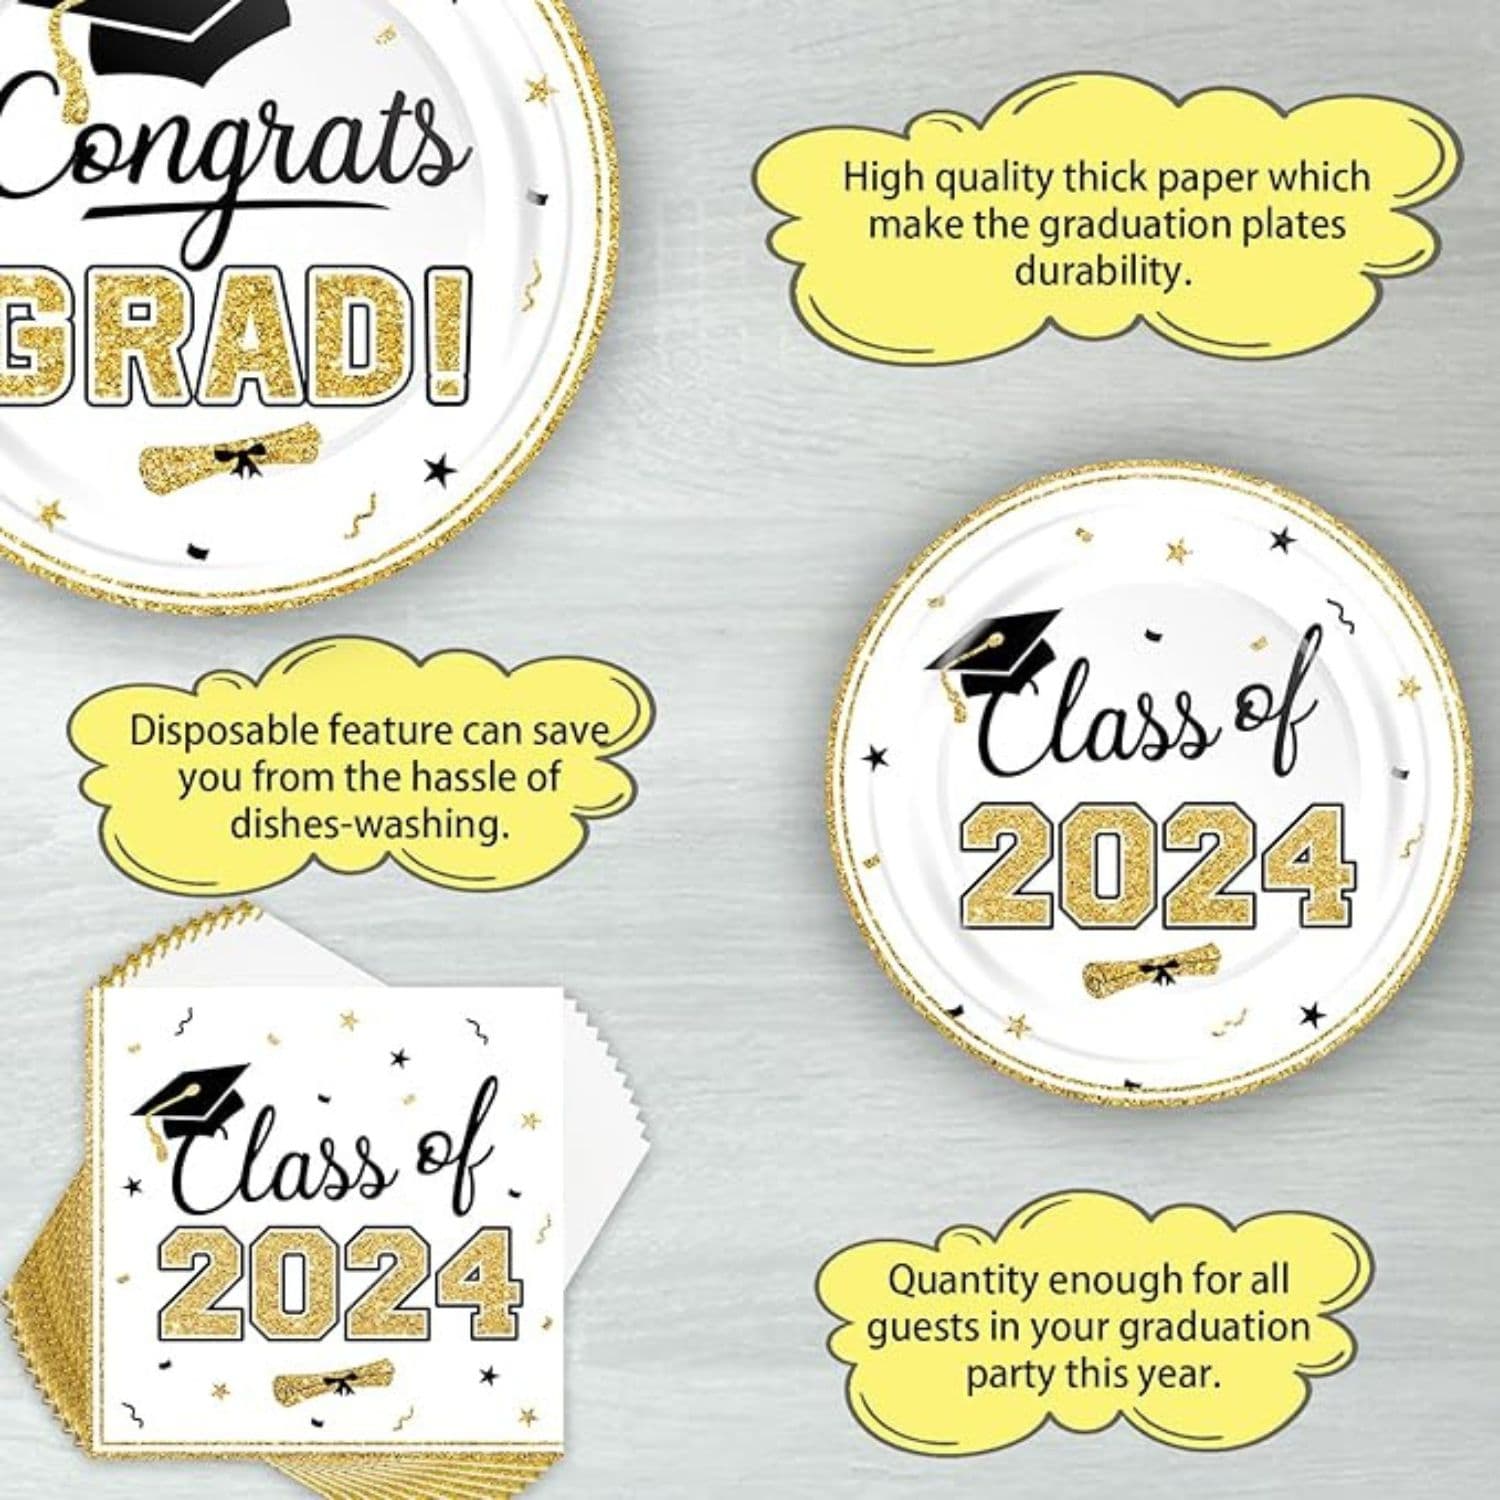 Congrats
GRAD!
High quality thick paper which
make the graduation plates
durability.
Disposable feature can save
you from the hassle of
dishes-washing.
Class of
2024
Class of
2024
Quantity enough for all
guests in your graduation
party this year.